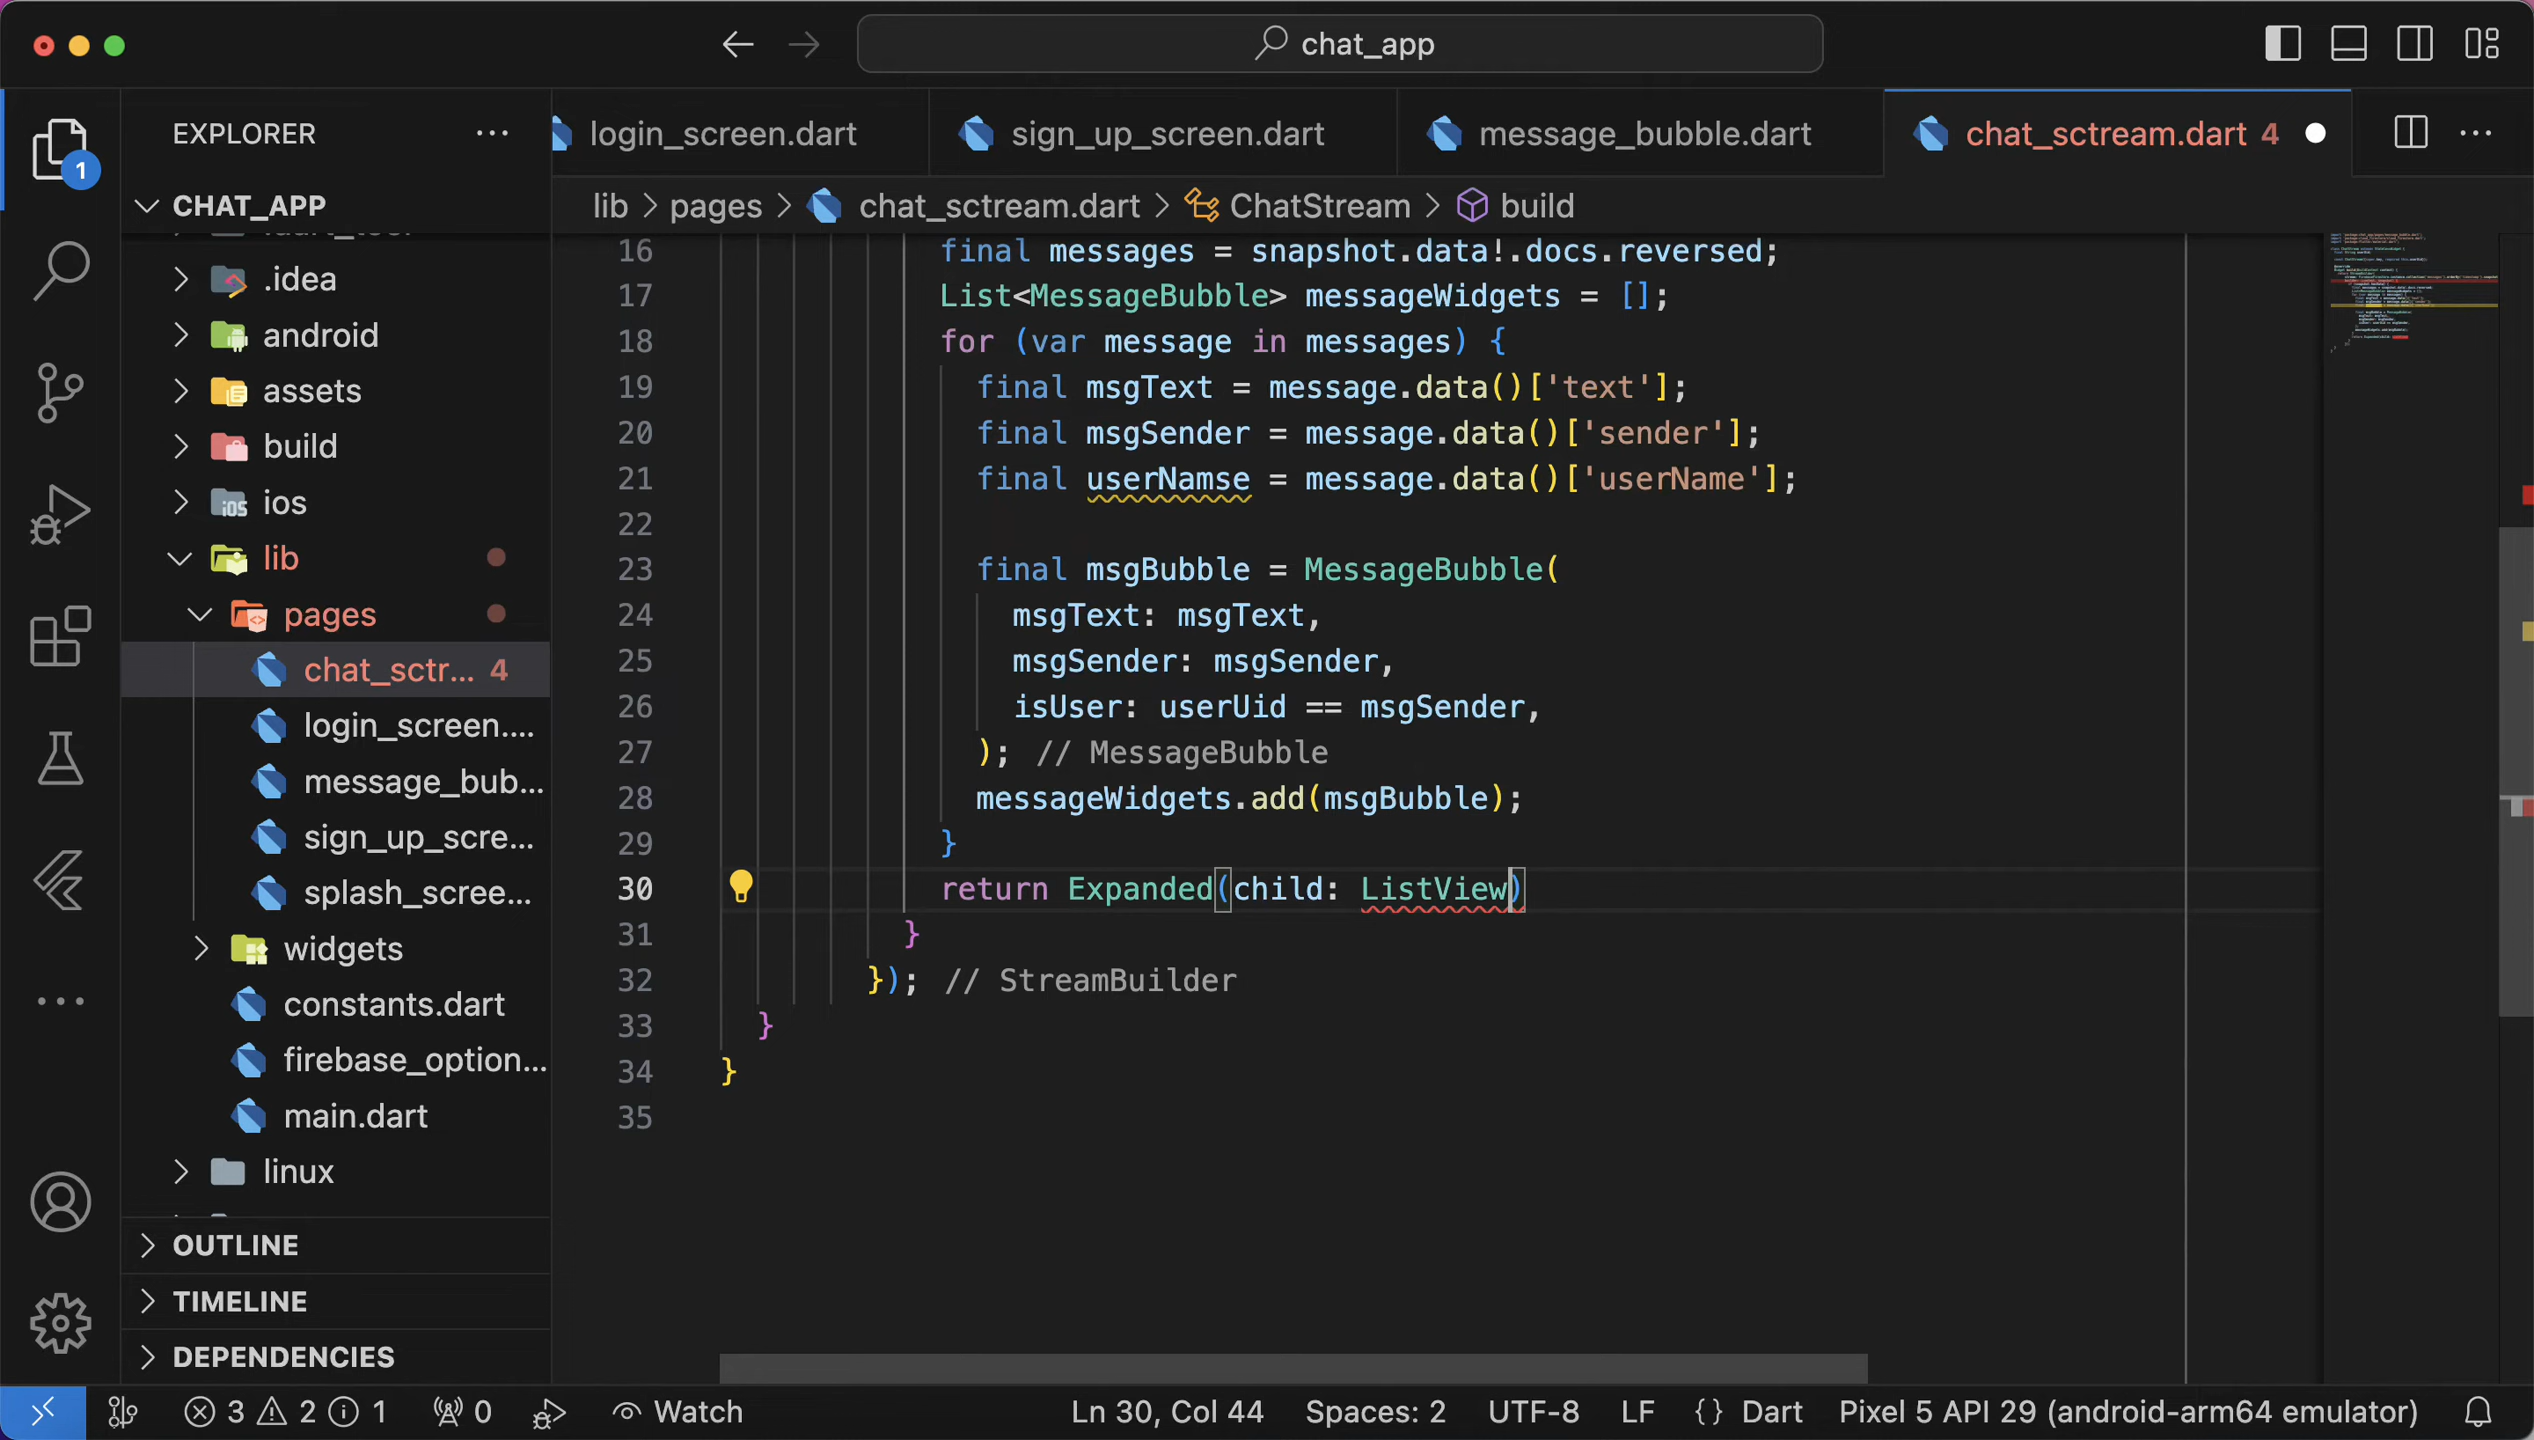 chat_app
EXPLORER
login_screen.dart
sign_up_screen.dart
message_bubble.dart
chat_sctream.dart 4
1
CHAT_APP
lib > pages > chat_sctream.dart > ChatStream > build
.idea
android
assets
build
ios
lib
pages
chat_sctr... 4
login_screen....
message_bub...
sign_up_scre...
splash_scree...
widgets
constants.dart
firebase_option...
main.dart
linux
OUTLINE
TIMELINE
DEPENDENCIES
16 final messages = snapshot.data!.docs.reversed;
17 List<MessageBubble> messageWidgets = [];
18 for (var message in messages) {
19 final msgText = message.data()['text'];
20 final msgSender = message.data()['sender'];
21 final userNamse = message.data()['userName'];
22
23 final msgBubble = MessageBubble(
24 msgText: msgText,
25 msgSender: msgSender,
26 isUser: userUid == msgSender,
27 ); // MessageBubble
28 messageWidgets.add(msgBubble);
29 }
30 return Expanded(child: ListView)
31 }
32 }); // StreamBuilder
33 }
34 }
35
3 2 1 0 Watch Ln 30, Col 44 Spaces: 2 UTF-8 LF {} Dart Pixel 5 API 29 (android-arm64 emulator)